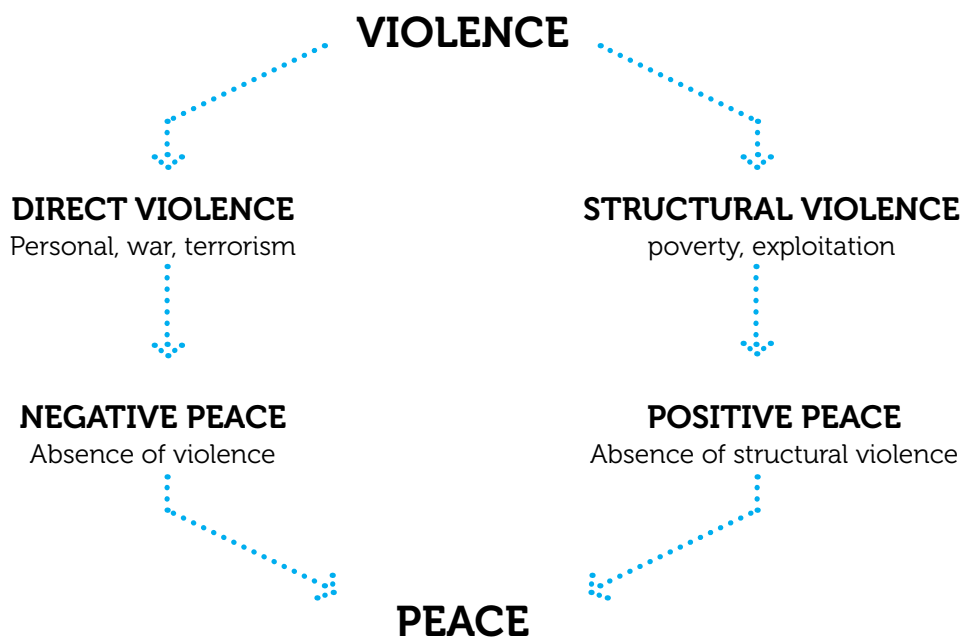 VIOLENCE
DIRECT VIOLENCE
Personal, war, terrorism
STRUCTURAL VIOLENCE
poverty, exploitation
NEGATIVE PEACE
Absence of violence
POSITIVE PEACE
Absence of structural violence
PEACE